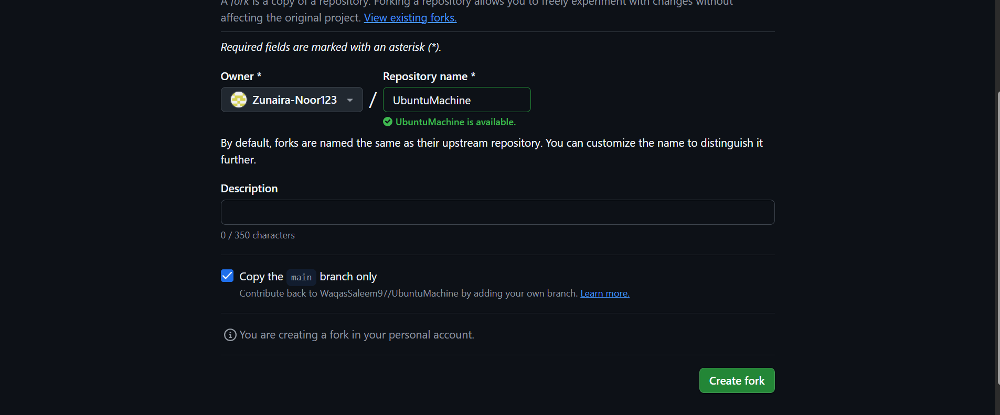 A fork is a copy of a repository. Forking a repository allows you to freely experiment with changes without
affecting the original project. View existing forks.
Required fields are marked with an asterisk (*).
Owner *
Repository name *
Zunaira-Noor123 / UbuntuMachine
UbuntuMachine is available.
By default, forks are named the same as their upstream repository. You can customize the name to distinguish it
further.
Description
0 / 350 characters
Copy the main branch only
Contribute back to WaqasSaleem97/UbuntuMachine by adding your own branch. Learn more.
You are creating a fork in your personal account.
Create fork